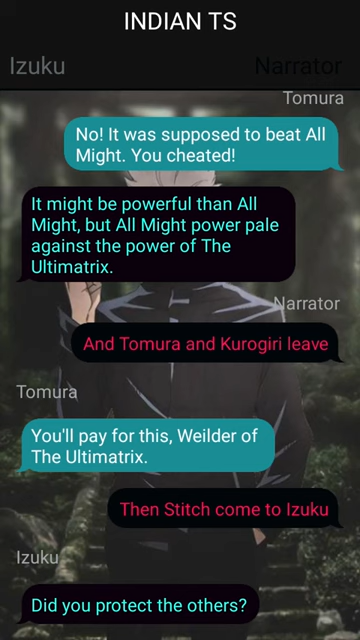 INDIAN TS
Izuku
Narrator
Tomura
No! It was supposed to beat All
Might. You cheated!
It might be powerful than All
Might, but All Might power pale
against the power of The
Ultimatrix.
Narrator
And Tomura and Kurogiri leave
Tomura
You'll pay for this, Weilder of
The Ultimatrix.
Then Stitch come to Izuku
Izuku
Did you protect the others?